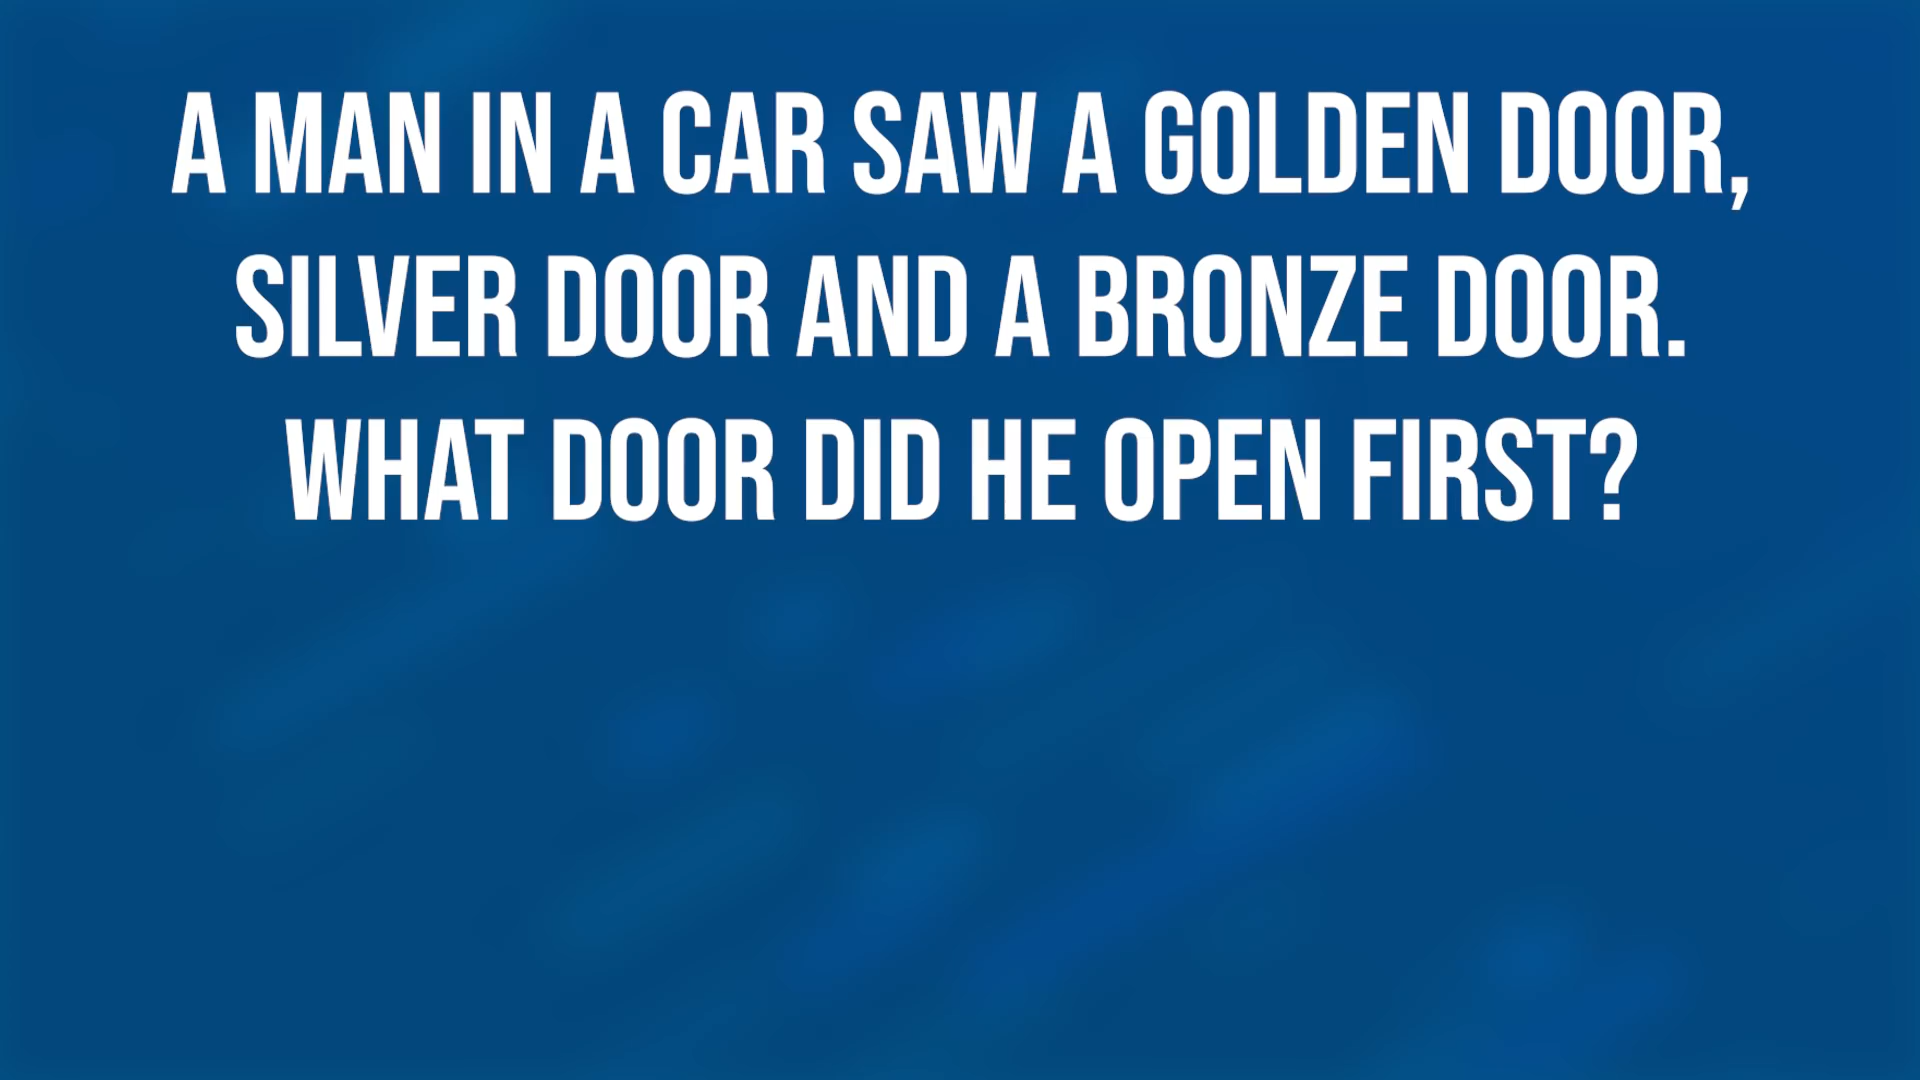 A MAN IN A CAR SAW A GOLDEN DOOR,
SILVER DOOR AND A BRONZE DOOR.
WHAT DOOR DID HE OPEN FIRST?